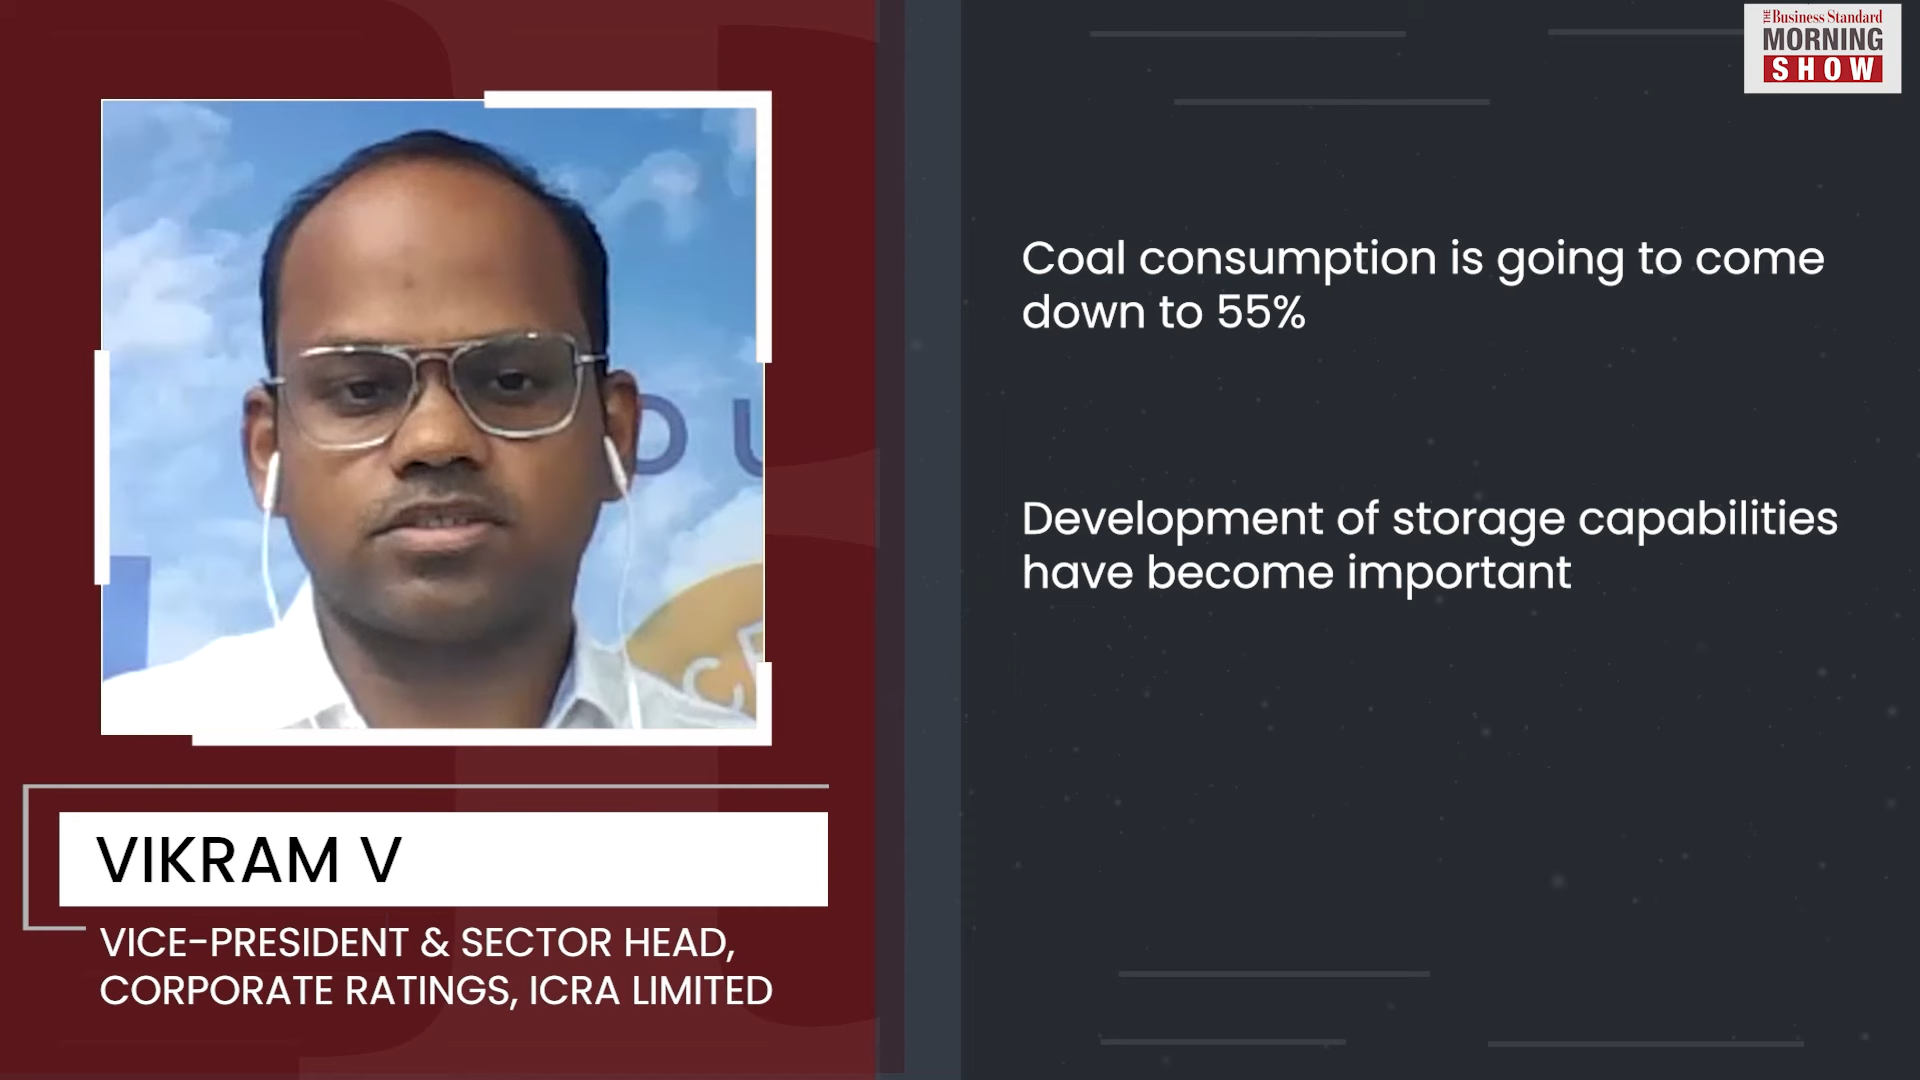 THE Business Standard
MORNING
SHOW
Coal consumption is going to come
down to 55%
Development of storage capabilities
have become important
VIKRAM V
VICE-PRESIDENT & SECTOR HEAD,
CORPORATE RATINGS, ICRA LIMITED